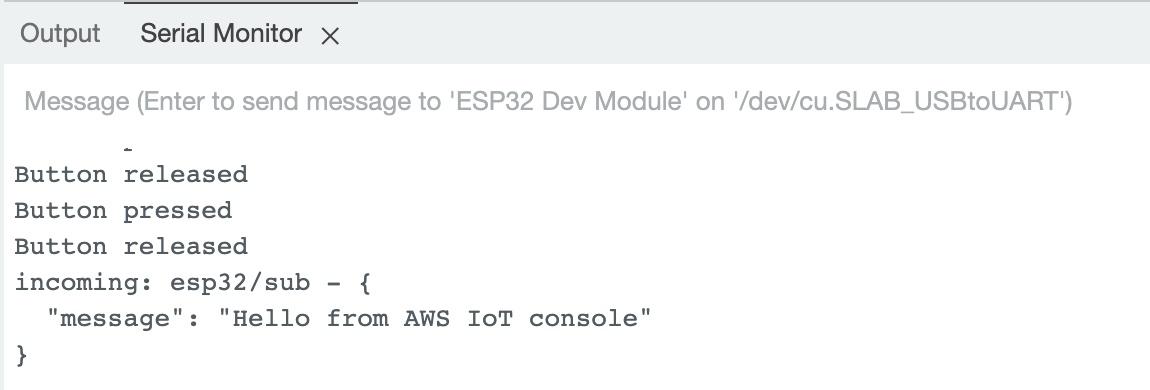 Output Serial Monitor ×
Message (Enter to send message to 'ESP32 Dev Module' on '/dev/cu.SLAB_USBtoUART')
Button released
Button pressed
Button released
incoming: esp32/sub - {
  "message": "Hello from AWS IoT console"
}